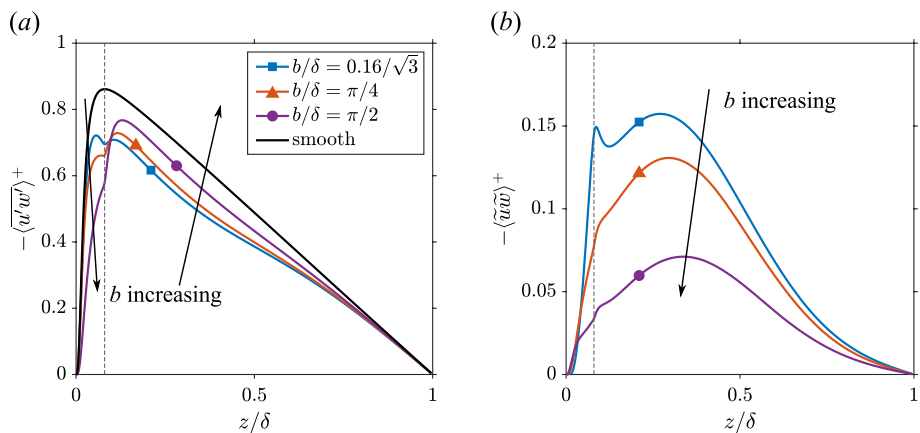 (a)
1
0.8
0.6
0.4
0.2
0
0
0.5
1
−⟨u′w′⟩⁺
z/δ
b/δ = 0.16/√3
b/δ = π/4
b/δ = π/2
smooth
b increasing
(b)
0.2
0.15
0.1
0.05
0
0
0.5
1
−⟨ũw̃⟩⁺
z/δ
b increasing